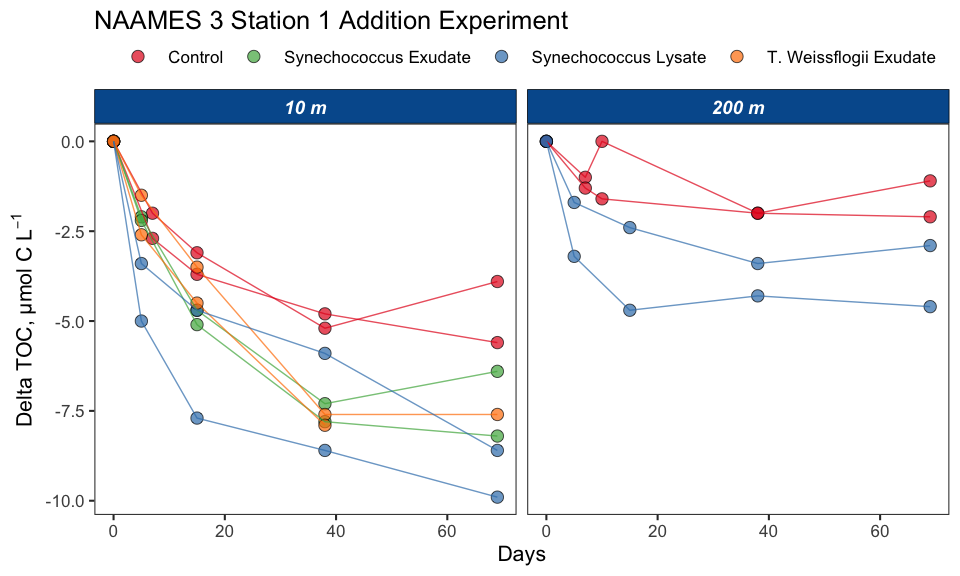 NAAMES 3 Station 1 Addition Experiment
Control Synechococcus Exudate Synechococcus Lysate T. Weissflogii Exudate
10 m 200 m
Delta TOC, μmol C L⁻¹
0.0
-2.5
-5.0
-7.5
-10.0
0 20 40 60 0 20 40 60
Days